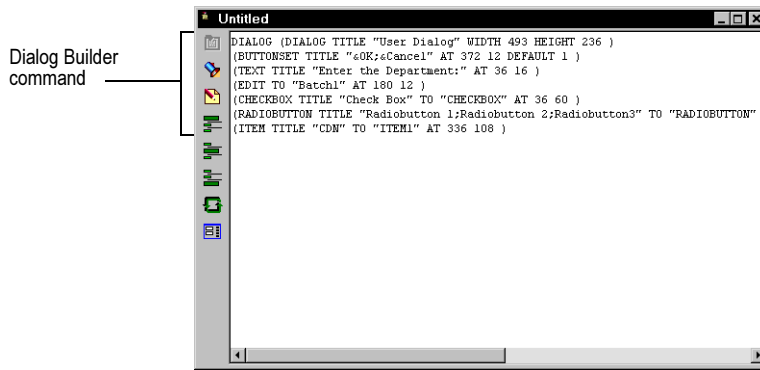 Untitled
Dialog Builder
command
DIALOG (DIALOG TITLE "User Dialog" WIDTH 493 HEIGHT 236 )
(BUTTONSET TITLE "&OK;&Cancel" AT 372 12 DEFAULT 1 )
(TEXT TITLE "Enter the Department:" AT 36 16 )
(EDIT TO "Batch1" AT 180 12 )
(CHECKBOX TITLE "Check Box" TO "CHECKBOX" AT 36 60 )
(RADIOBUTTON TITLE "Radiobutton 1;Radiobutton 2;Radiobutton3" TO "RADIOBUTTON"
(ITEM TITLE "CDN" TO "ITEM1" AT 336 108 )